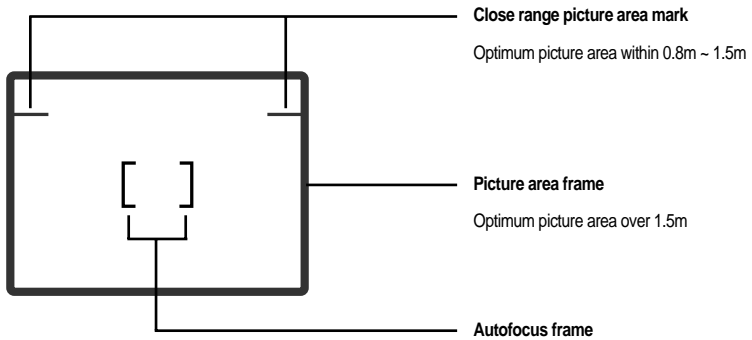 Close range picture area mark
Optimum picture area within 0.8m ~ 1.5m
Picture area frame
Optimum picture area over 1.5m
Autofocus frame